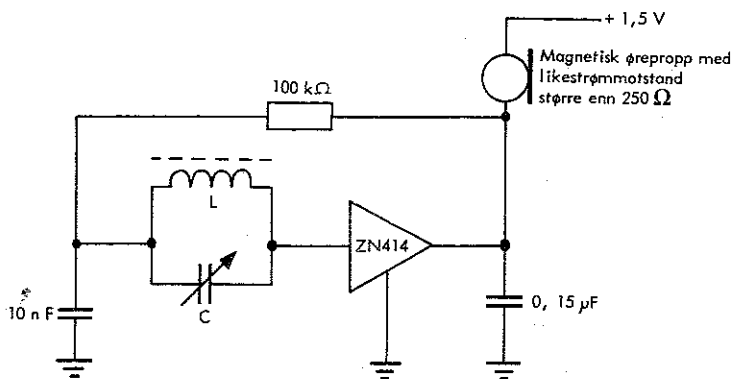 + 1,5 V
Magnetisk ørepropp med
likestrømmotstand
større enn 250 Ω
100 kΩ
L
ZN414
C
10 n F
0, 15 µF